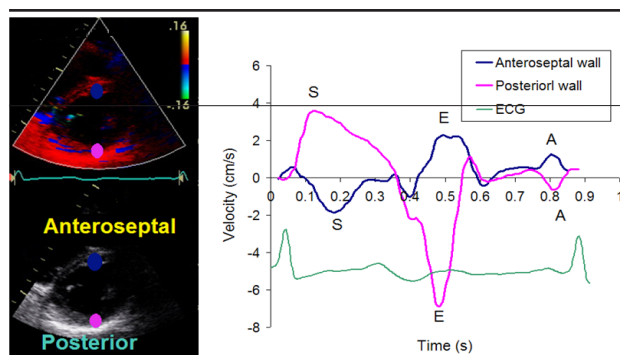 .16
-.16
Anteroseptal
Posterior
Anteroseptal wall
Posteriorl wall
ECG
Velocity (cm/s)
6
4
2
0
-2
-4
-6
-8
0 0.1 0.2 0.3 0.4 0.5 0.6 0.7 0.8 0.9 1
S
E
A
S
E
A
Time (s)